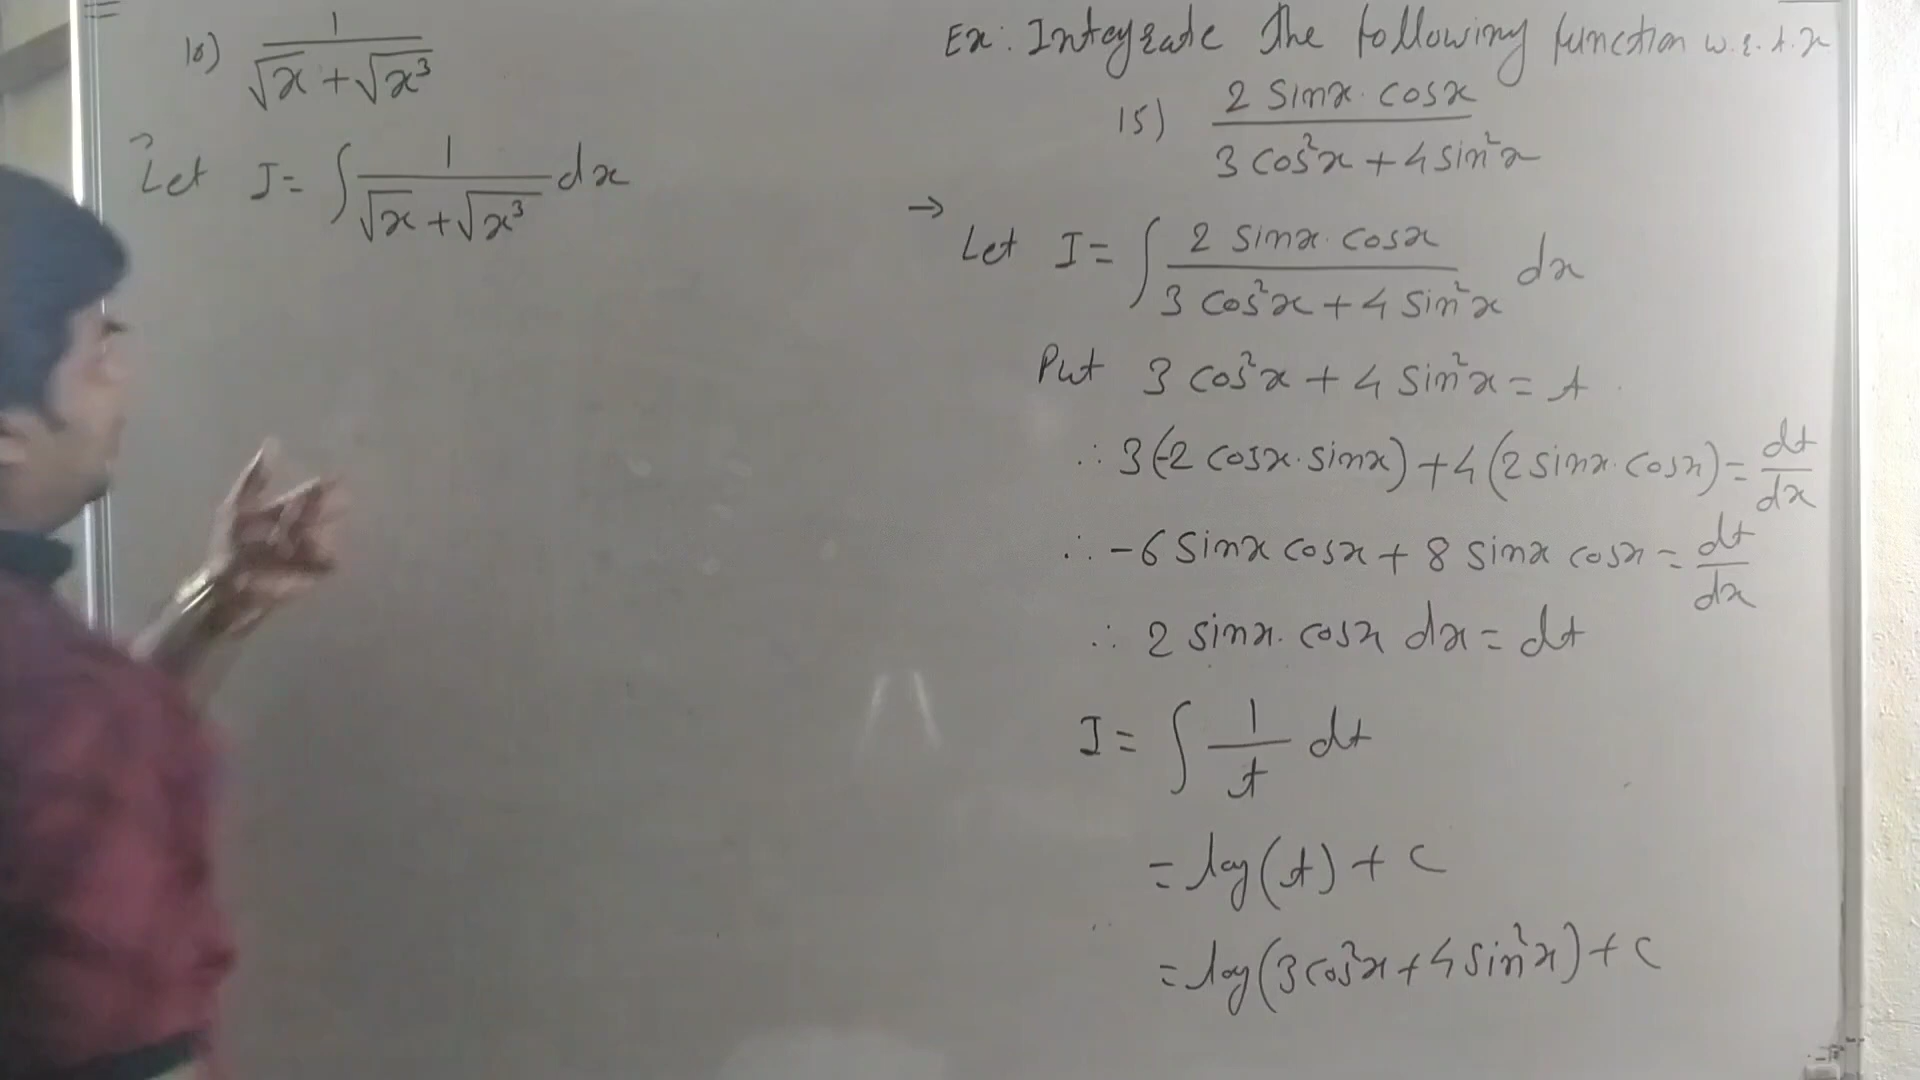 Ex: Integrate the following function w.r.t. x
15) 2 sinx. cosx / 3 cos²x + 4 sin²x
→ Let I = ∫ 2 sinx. cosx / 3 cos²x + 4 sin²x dx
Put 3 cos²x + 4 sin²x = t
∴ 3(-2 cosx. sinx) + 4(2 sinx. cosx) = dt/dx
∴ -6 sinx cosx + 8 sinx cosx = dt/dx
∴ 2 sinx. cosx dx = dt
I = ∫ 1/t dt
= log(t) + c
= log(3cos²x + 4sin²x) + c
16) 1 / √x + √x³
Let I = ∫ 1 / √x + √x³ dx